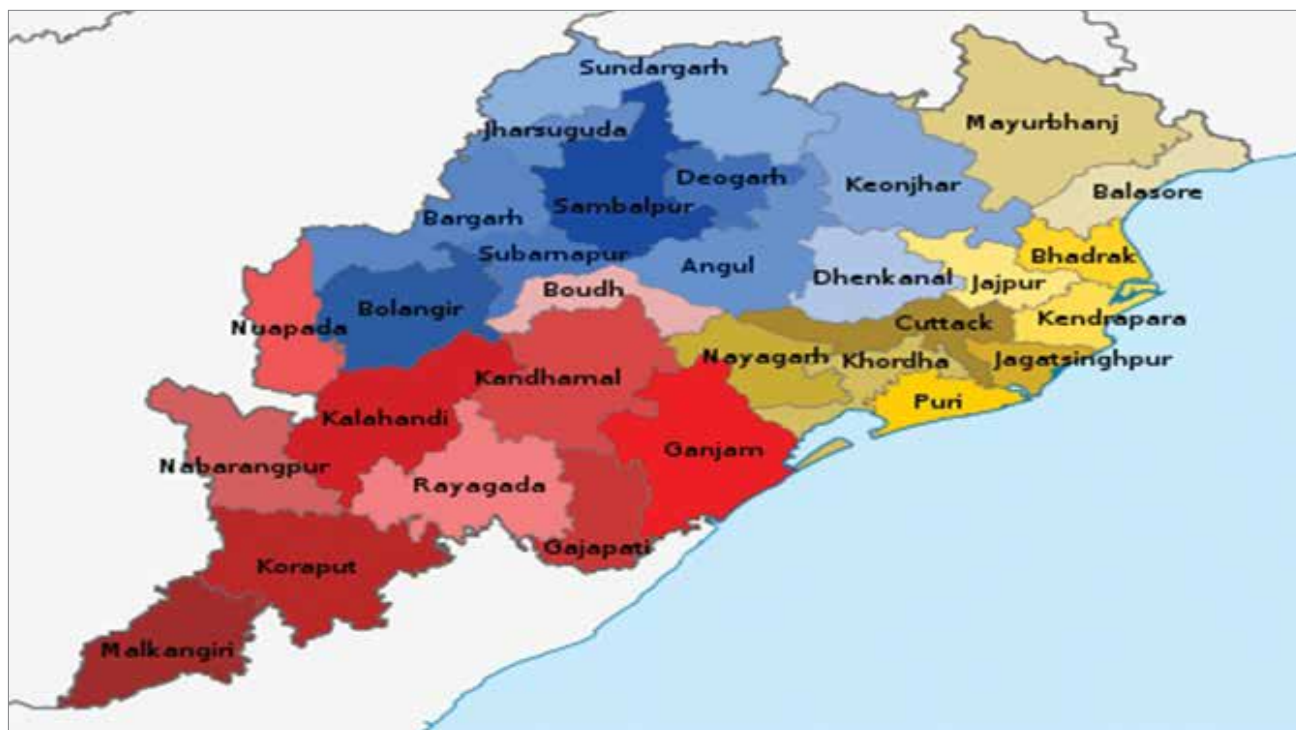 Sundargarh
Mayurbhanj
Jharsuguda
Deogarh
Keonjhar
Balasore
Sambalpur
Bargarh
Subarnapur
Bhadrak
Angul
Dhenkanal
Jajpur
Boudh
Bolangir
Nuapada
Cuttack
Kendrapara
Nayagarh
Khordha
Jagatsinghpur
Kandhamal
Puri
Kalahandi
Ganjam
Nabarangpur
Rayagada
Gajapati
Koraput
Malkangiri